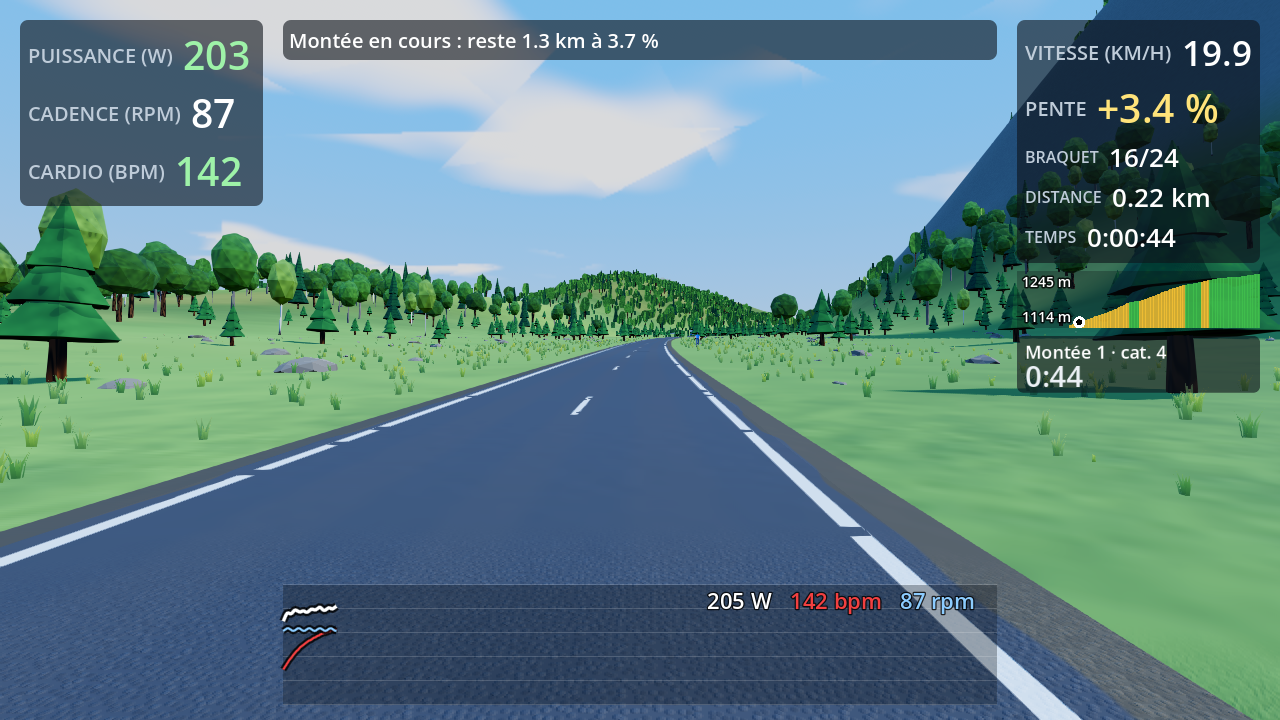 PUISSANCE (W) 203
CADENCE (RPM) 87
CARDIO (BPM) 142
Montée en cours : reste 1.3 km à 3.7 %
VITESSE (KM/H) 19.9
PENTE +3.4 %
BRAQUET 16/24
DISTANCE 0.22 km
TEMPS 0:00:44
1245 m
1114 m
Montée 1 · cat. 4
0:44
205 W 142 bpm 87 rpm